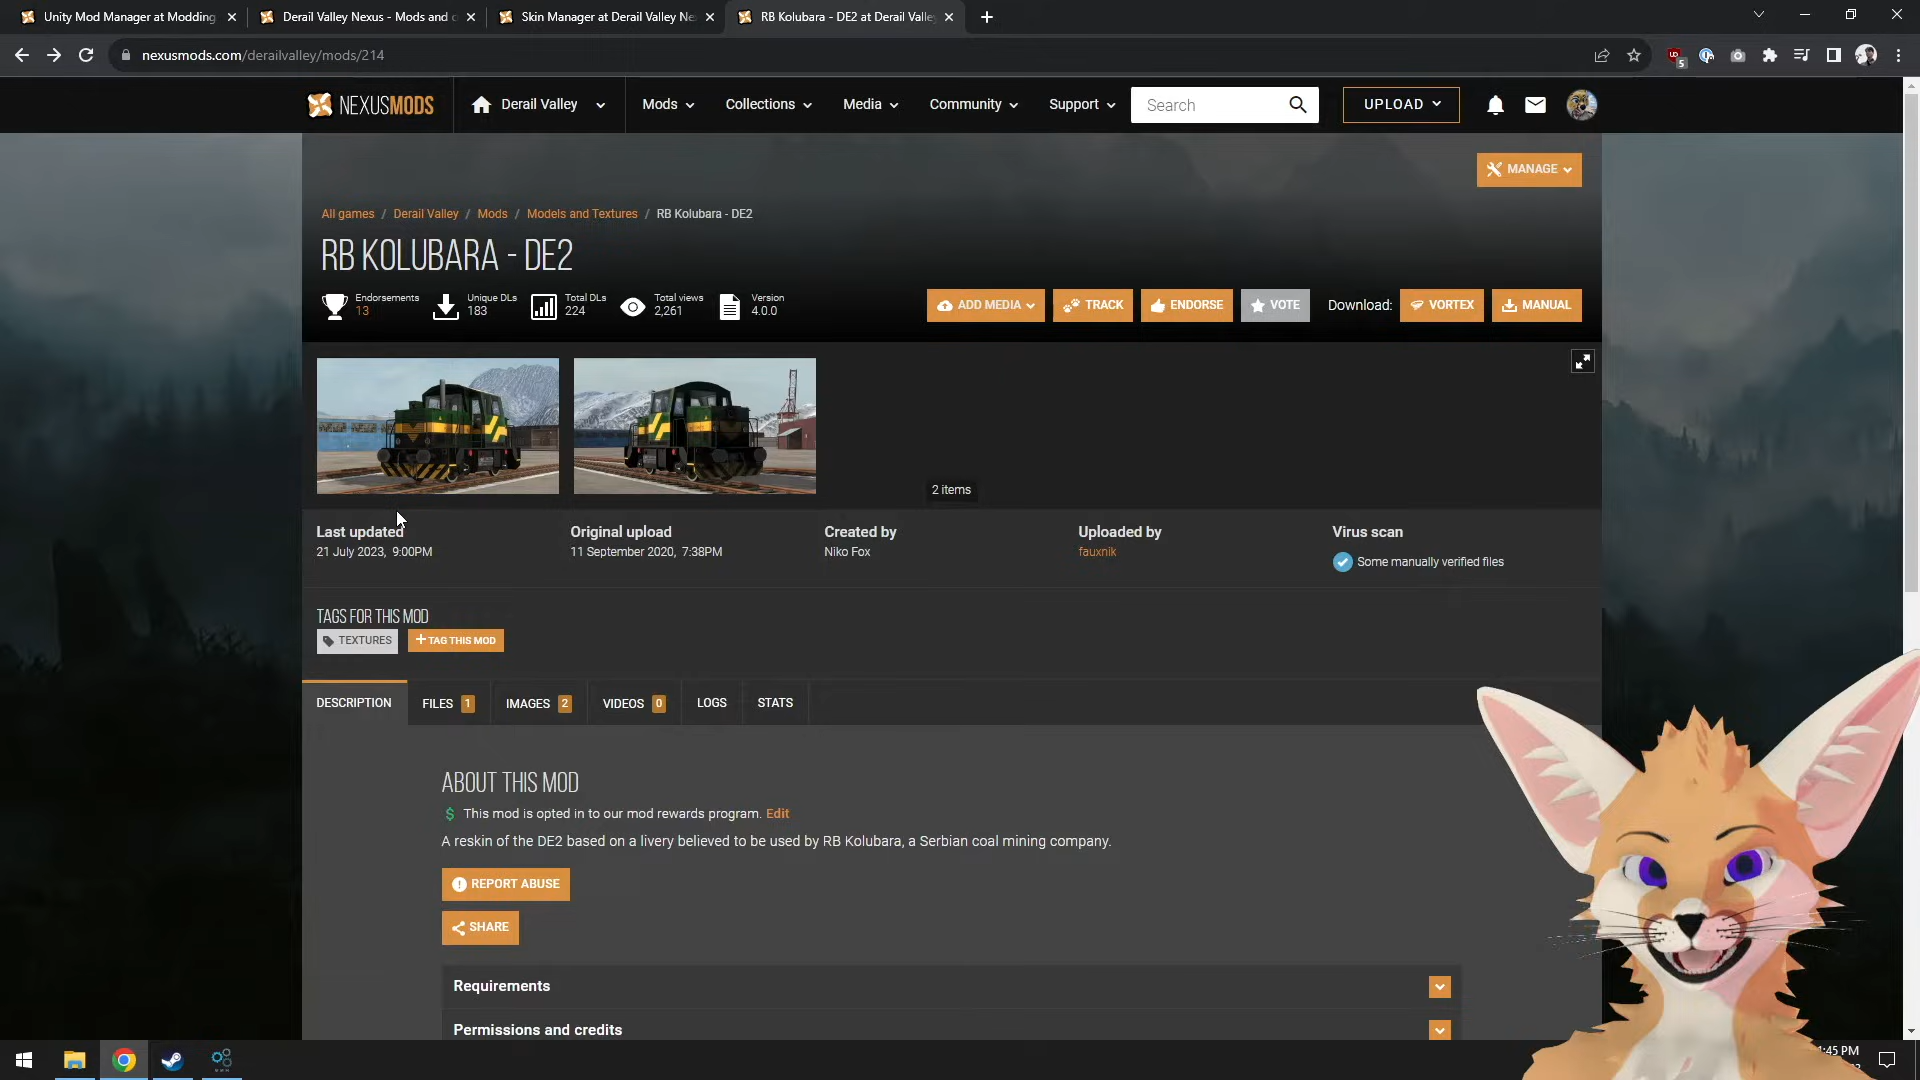 Unity Mod Manager at Modding
Derail Valley Nexus - Mods and c
Skin Manager at Derail Valley Ne
RB Kolubara - DE2 at Derail Valle
nexusmods.com/derailvalley/mods/214
5
NEXUSMODS
Derail Valley
Mods
Collections
Media
Community
Support
Search
UPLOAD
MANAGE
All games / Derail Valley / Mods / Models and Textures / RB Kolubara - DE2
RB KOLUBARA - DE2
Endorsements
13
Unique DLs
183
Total DLs
224
Total views
2,261
Version
4.0.0
ADD MEDIA
TRACK
ENDORSE
VOTE
Download:
VORTEX
MANUAL
2 items
Last updated
21 July 2023, 9:00PM
Original upload
11 September 2020, 7:38PM
Created by
Niko Fox
Uploaded by
fauxnik
Virus scan
Some manually verified files
TAGS FOR THIS MOD
TEXTURES
+ TAG THIS MOD
DESCRIPTION
FILES 1
IMAGES 2
VIDEOS 0
LOGS
STATS
ABOUT THIS MOD
$ This mod is opted in to our mod rewards program. Edit
A reskin of the DE2 based on a livery believed to be used by RB Kolubara, a Serbian coal mining company.
REPORT ABUSE
SHARE
Requirements
Permissions and credits
:45 PM